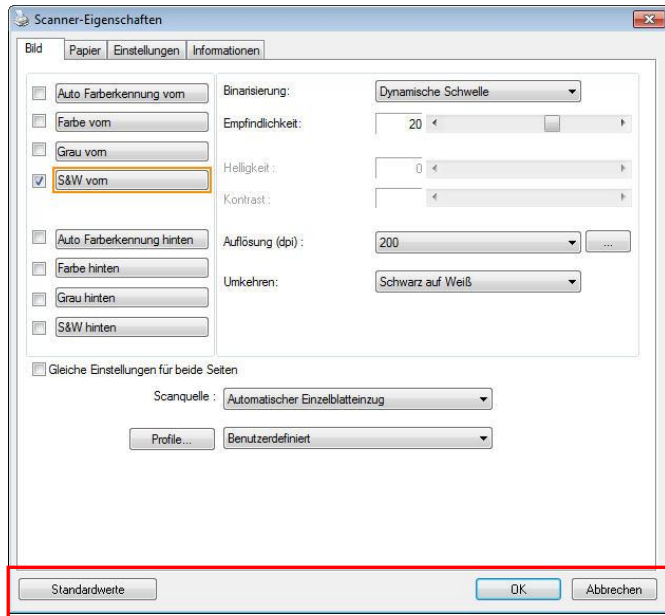 Scanner-Eigenschaften
Bild Papier Einstellungen Informationen
Auto Farberkennung vorn
Farbe vorn
Grau vorn
S&W vorn
Auto Farberkennung hinten
Farbe hinten
Grau hinten
S&W hinten
Binarisierung: Dynamische Schwelle
Empfindlichkeit: 20
Helligkeit : 0
Kontrast :
Auflösung (dpi) : 200 ...
Umkehren: Schwarz auf Weiß
Gleiche Einstellungen für beide Seiten
Scanquelle : Automatischer Einzelblatteinzug
Profile... Benutzerdefiniert
Standardwerte OK Abbrechen